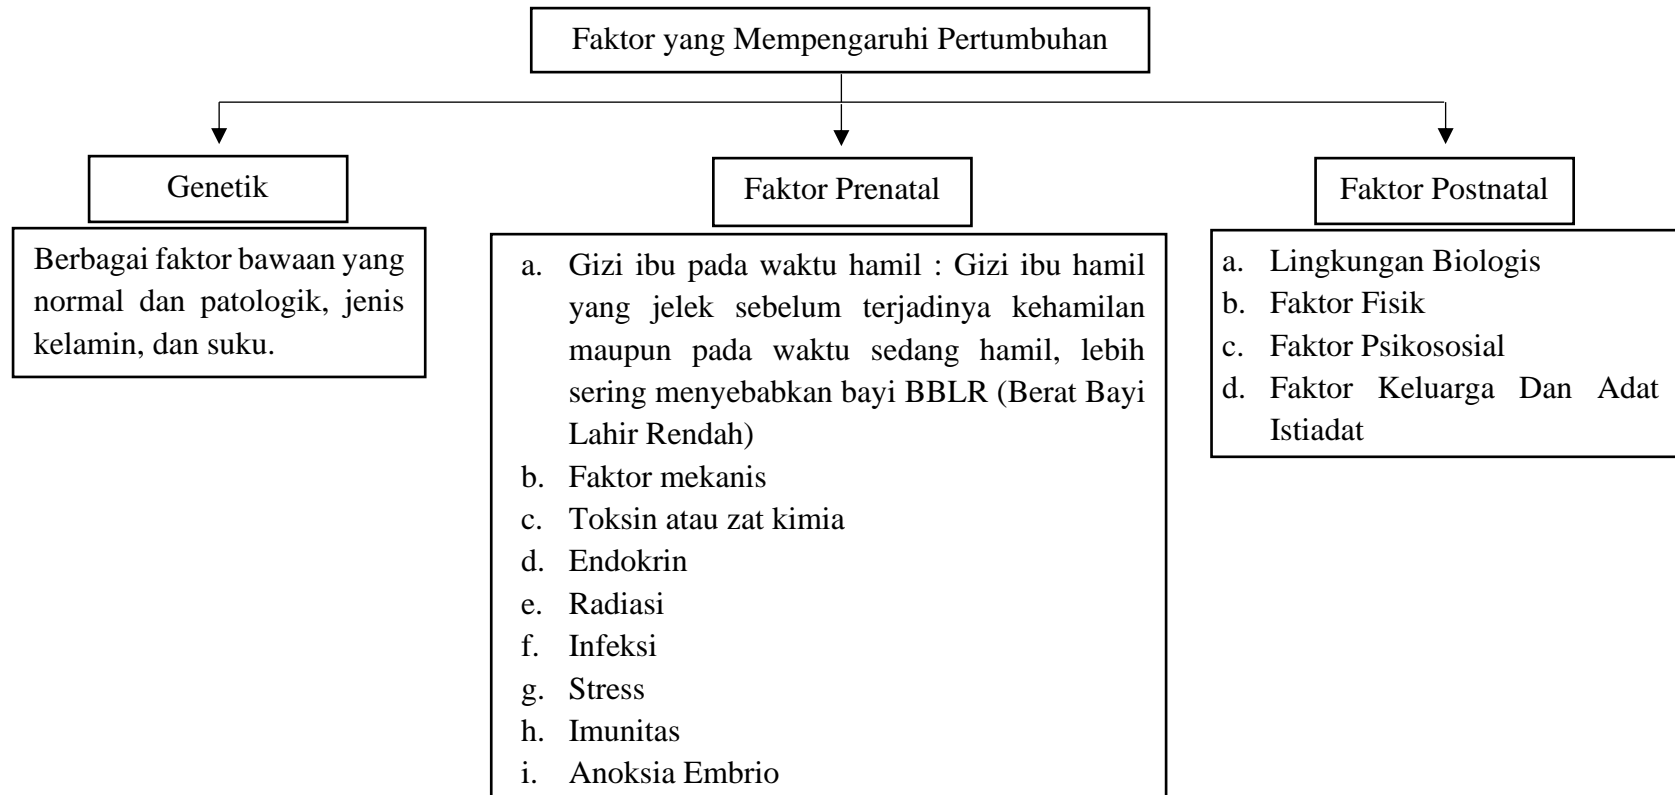 Faktor yang Mempengaruhi Pertumbuhan
Genetik
Berbagai faktor bawaan yang
normal dan patologik, jenis
kelamin, dan suku.
Faktor Prenatal
a. Gizi ibu pada waktu hamil : Gizi ibu hamil
yang jelek sebelum terjadinya kehamilan
maupun pada waktu sedang hamil, lebih
sering menyebabkan bayi BBLR (Berat Bayi
Lahir Rendah)
b. Faktor mekanis
c. Toksin atau zat kimia
d. Endokrin
e. Radiasi
f. Infeksi
g. Stress
h. Imunitas
i. Anoksia Embrio
Faktor Postnatal
a. Lingkungan Biologis
b. Faktor Fisik
c. Faktor Psikososial
d. Faktor Keluarga Dan Adat
Istiadat